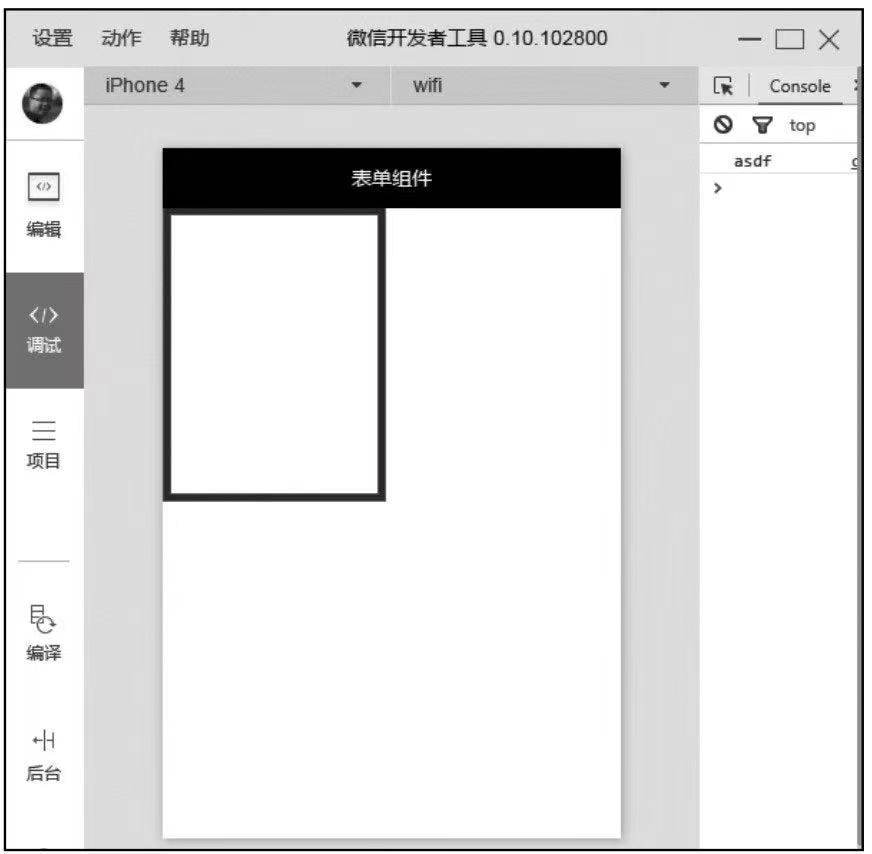 设置 动作 帮助 微信开发者工具 0.10.102800
iPhone 4 wifi Console
top
asdf
表单组件
</>
编辑
</>
调试
项目
编译
后台